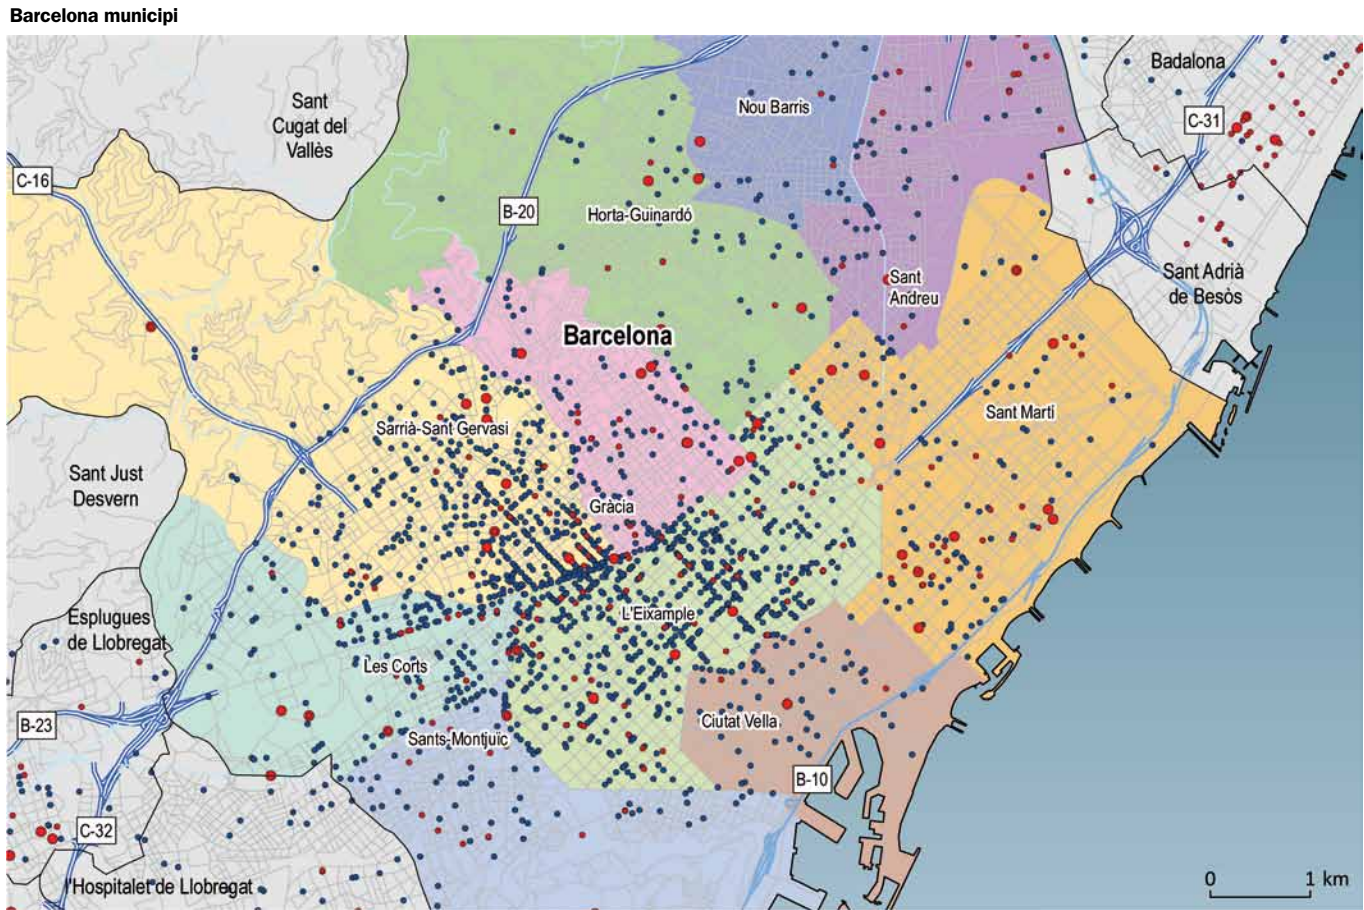 Barcelona municipi
Badalona
Sant
Cugat del
Vallès
Nou Barris
C-31
C-16
B-20
Horta-Guinardó
Sant Adrià
de Besòs
Sant
Andreu
Barcelona
Sant Martí
Sarrià-Sant Gervasi
Sant Just
Desvern
Gràcia
Esplugues
de Llobregat
L'Eixample
Les Corts
B-23
Ciutat Vella
Sants-Montjuïc
B-10
C-32
l'Hospitalet de Llobregat
0 1 km